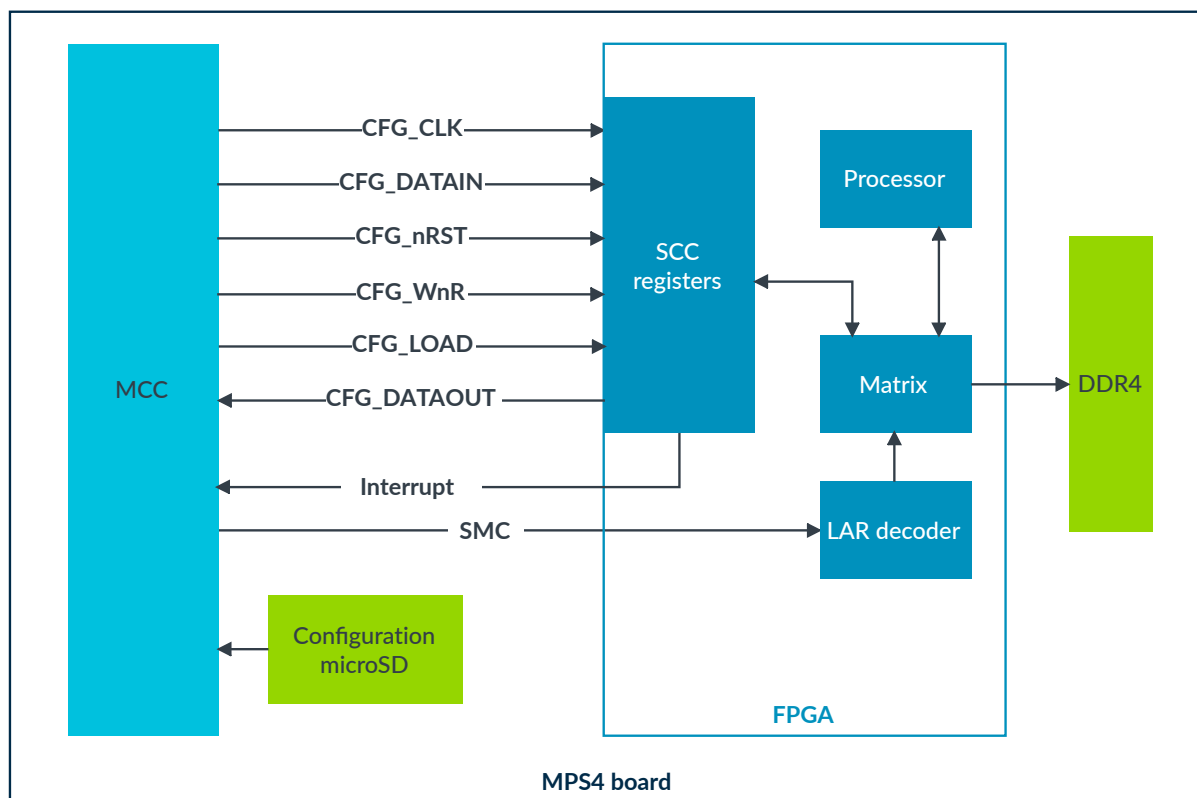 CFG_CLK
CFG_DATAIN
CFG_nRST
CFG_WnR
CFG_LOAD
CFG_DATAOUT
Interrupt
SMC
MCC
Configuration
microSD
SCC
registers
Processor
Matrix
LAR decoder
DDR4
FPGA
MPS4 board